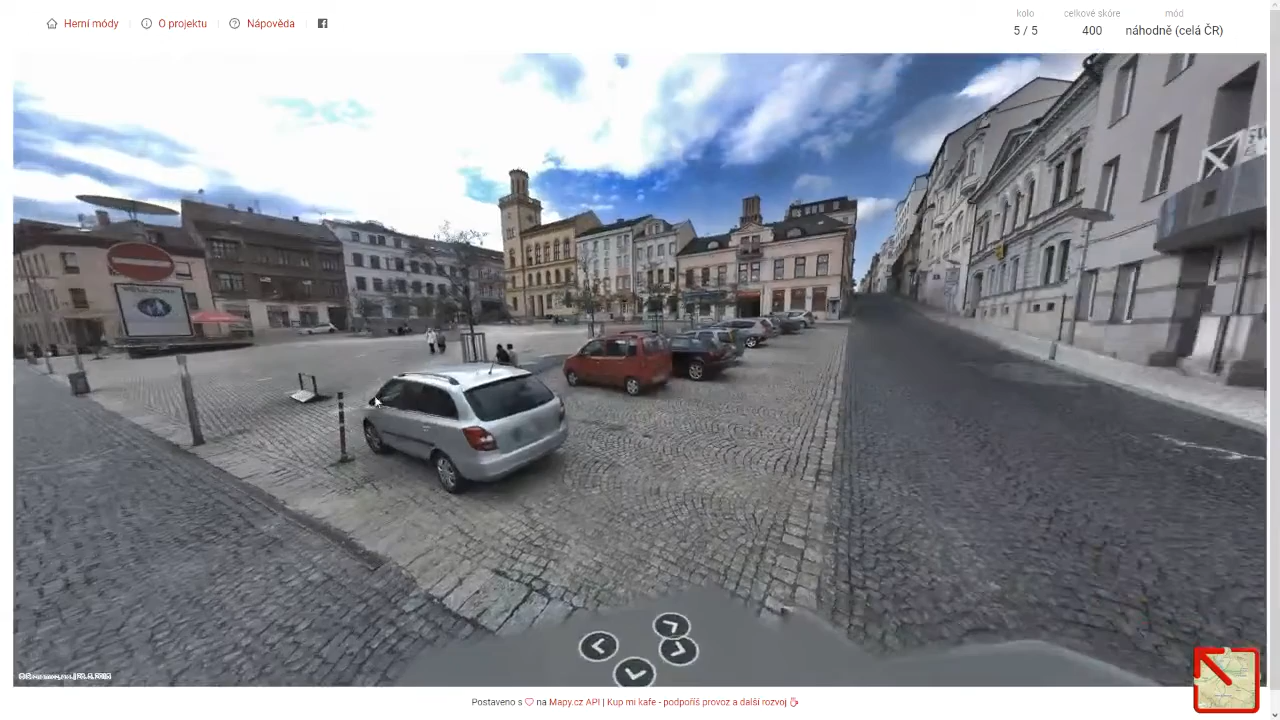 Herní módy
O projektu
Nápověda
kolo
celkové skóre
mód
5 / 5
400
náhodně (celá ČR)
Postaveno s na Mapy.cz API | Kup mi kafe - podpoříš provoz a další rozvoj